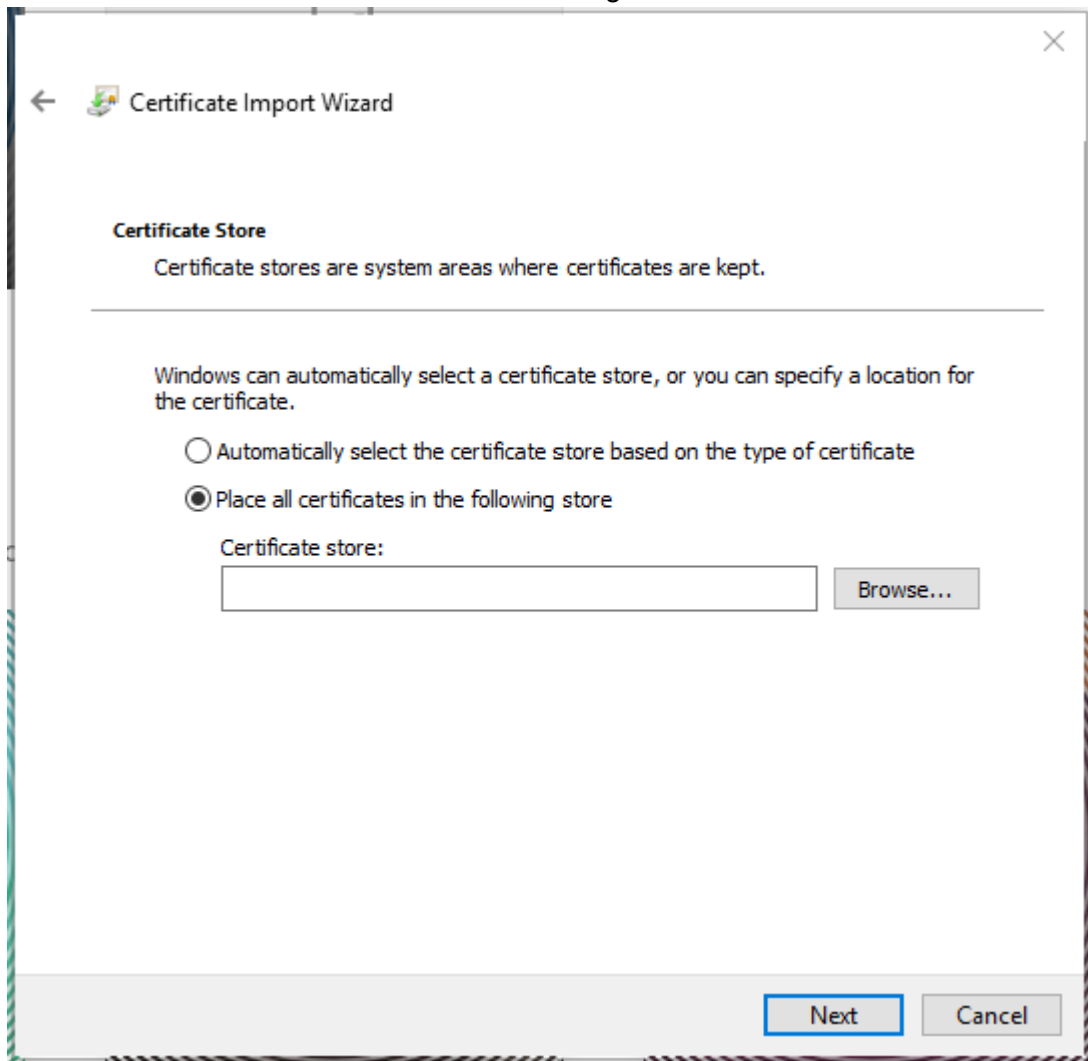 Certificate Import Wizard
Certificate Store
Certificate stores are system areas where certificates are kept.
Windows can automatically select a certificate store, or you can specify a location for
the certificate.
Automatically select the certificate store based on the type of certificate
Place all certificates in the following store
Certificate store:
Browse...
Next
Cancel